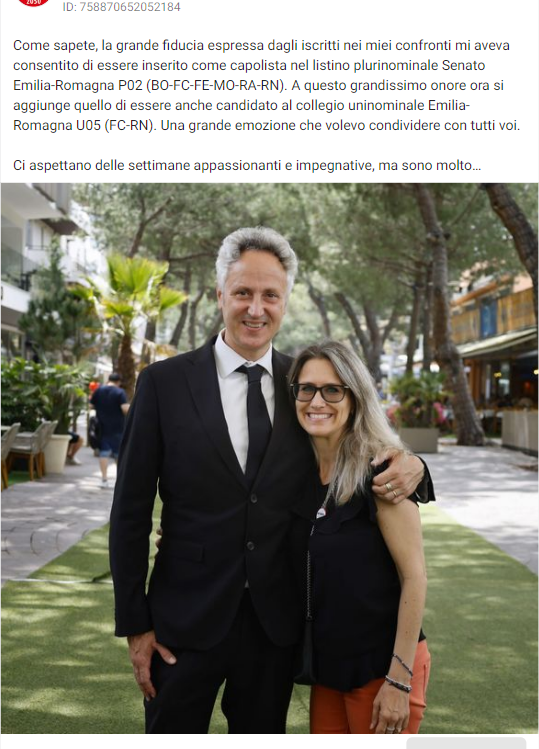 2050
ID: 758870652052184
Come sapete, la grande fiducia espressa dagli iscritti nei miei confronti mi aveva
consentito di essere inserito come capolista nel listino plurinominale Senato
Emilia-Romagna P02 (BO-FC-FE-MO-RA-RN). A questo grandissimo onore ora si
aggiunge quello di essere anche candidato al collegio uninominale Emilia-
Romagna U05 (FC-RN). Una grande emozione che volevo condividere con tutti voi.
Ci aspettano delle settimane appassionanti e impegnative, ma sono molto…